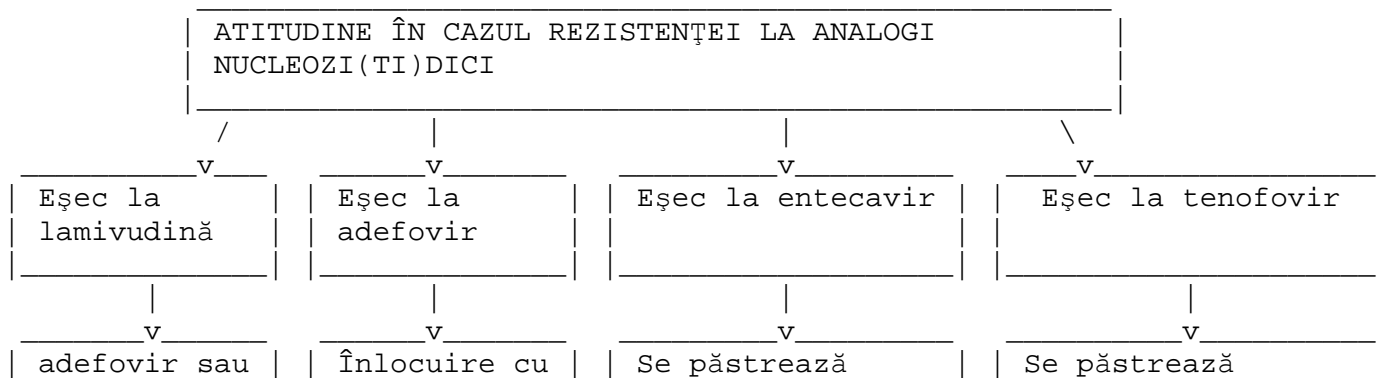 ATITUDINE ÎN CAZUL REZISTENŢEI LA ANALOGI
NUCLEOZI(TI)DICI
Eşec la
lamivudină
Eşec la
adefovir
Eşec la entecavir
Eşec la tenofovir
adefovir sau
Înlocuire cu
Se păstrează
Se păstrează